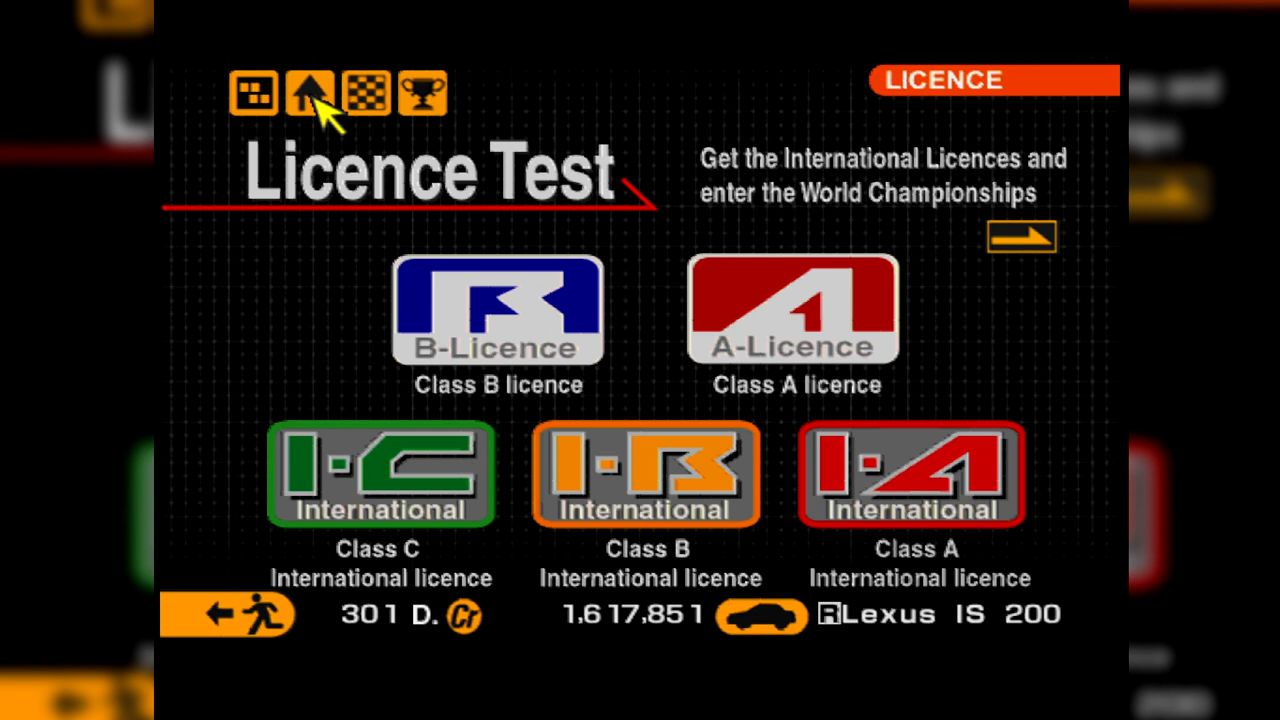 LICENCE
Licence Test
Get the International Licences and
enter the World Championships
B
B-Licence
Class B licence
A
A-Licence
Class A licence
I·C
International
Class C
International licence
I·B
International
Class B
International licence
I·A
International
Class A
International licence
301 D. Cr 1,617,851 R Lexus IS 200